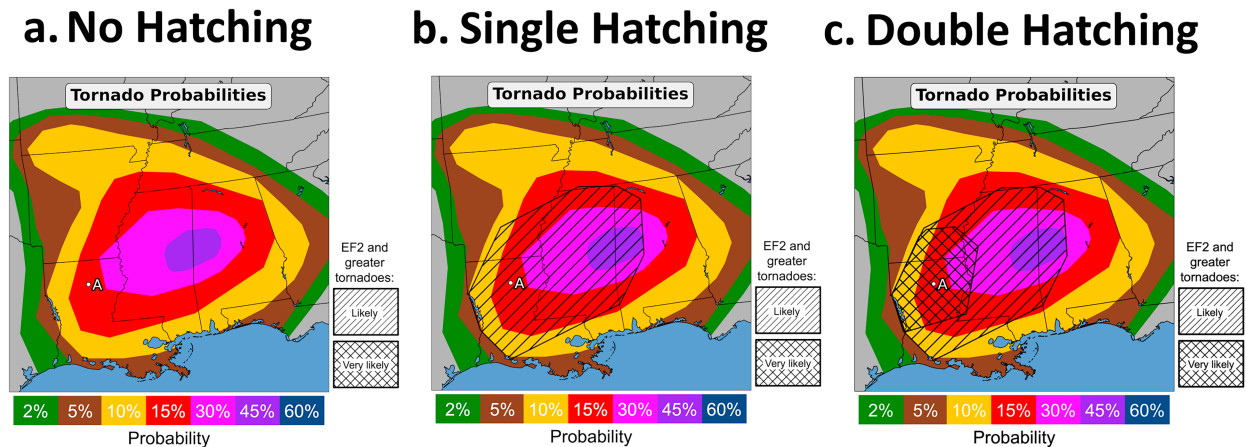 a. No Hatching
Tornado Probabilities
A
EF2 and
greater
tornadoes:
Likely
Very likely
2% 5% 10% 15% 30% 45% 60%
Probability
b. Single Hatching
Tornado Probabilities
A
EF2 and
greater
tornadoes:
Likely
Very likely
2% 5% 10% 15% 30% 45% 60%
Probability
c. Double Hatching
Tornado Probabilities
A
EF2 and
greater
tornadoes:
Likely
Very likely
2% 5% 10% 15% 30% 45% 60%
Probability